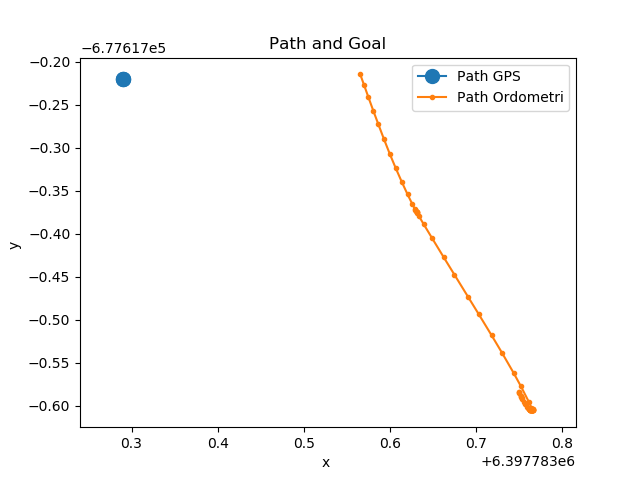 Path and Goal
−6.77617e5
−0.20
−0.25
−0.30
−0.35
−0.40
−0.45
−0.50
−0.55
−0.60
y
Path GPS
Path Ordometri
0.3 0.4 0.5 0.6 0.7 0.8
x
+6.397783e6